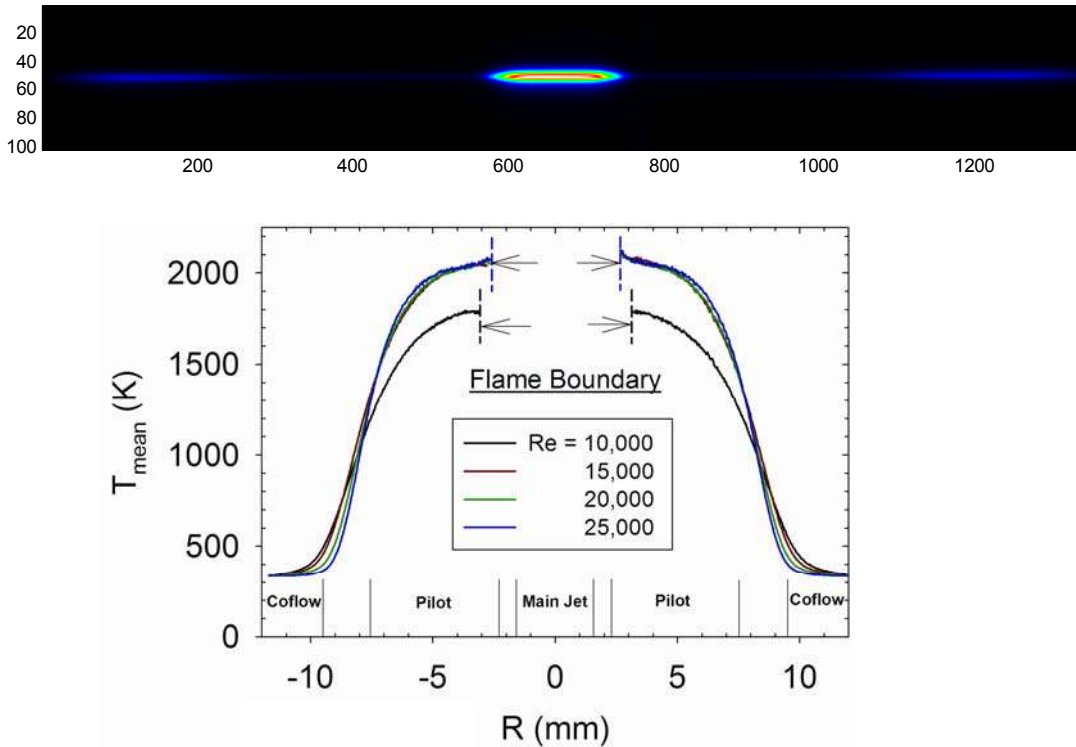 20
40
60
80
100
200 400 600 800 1000 1200
2000
1500
1000
500
0
T_mean (K)
Flame Boundary
Re = 10,000
15,000
20,000
25,000
Coflow Pilot Main Jet Pilot Coflow
-10 -5 0 5 10
R (mm)